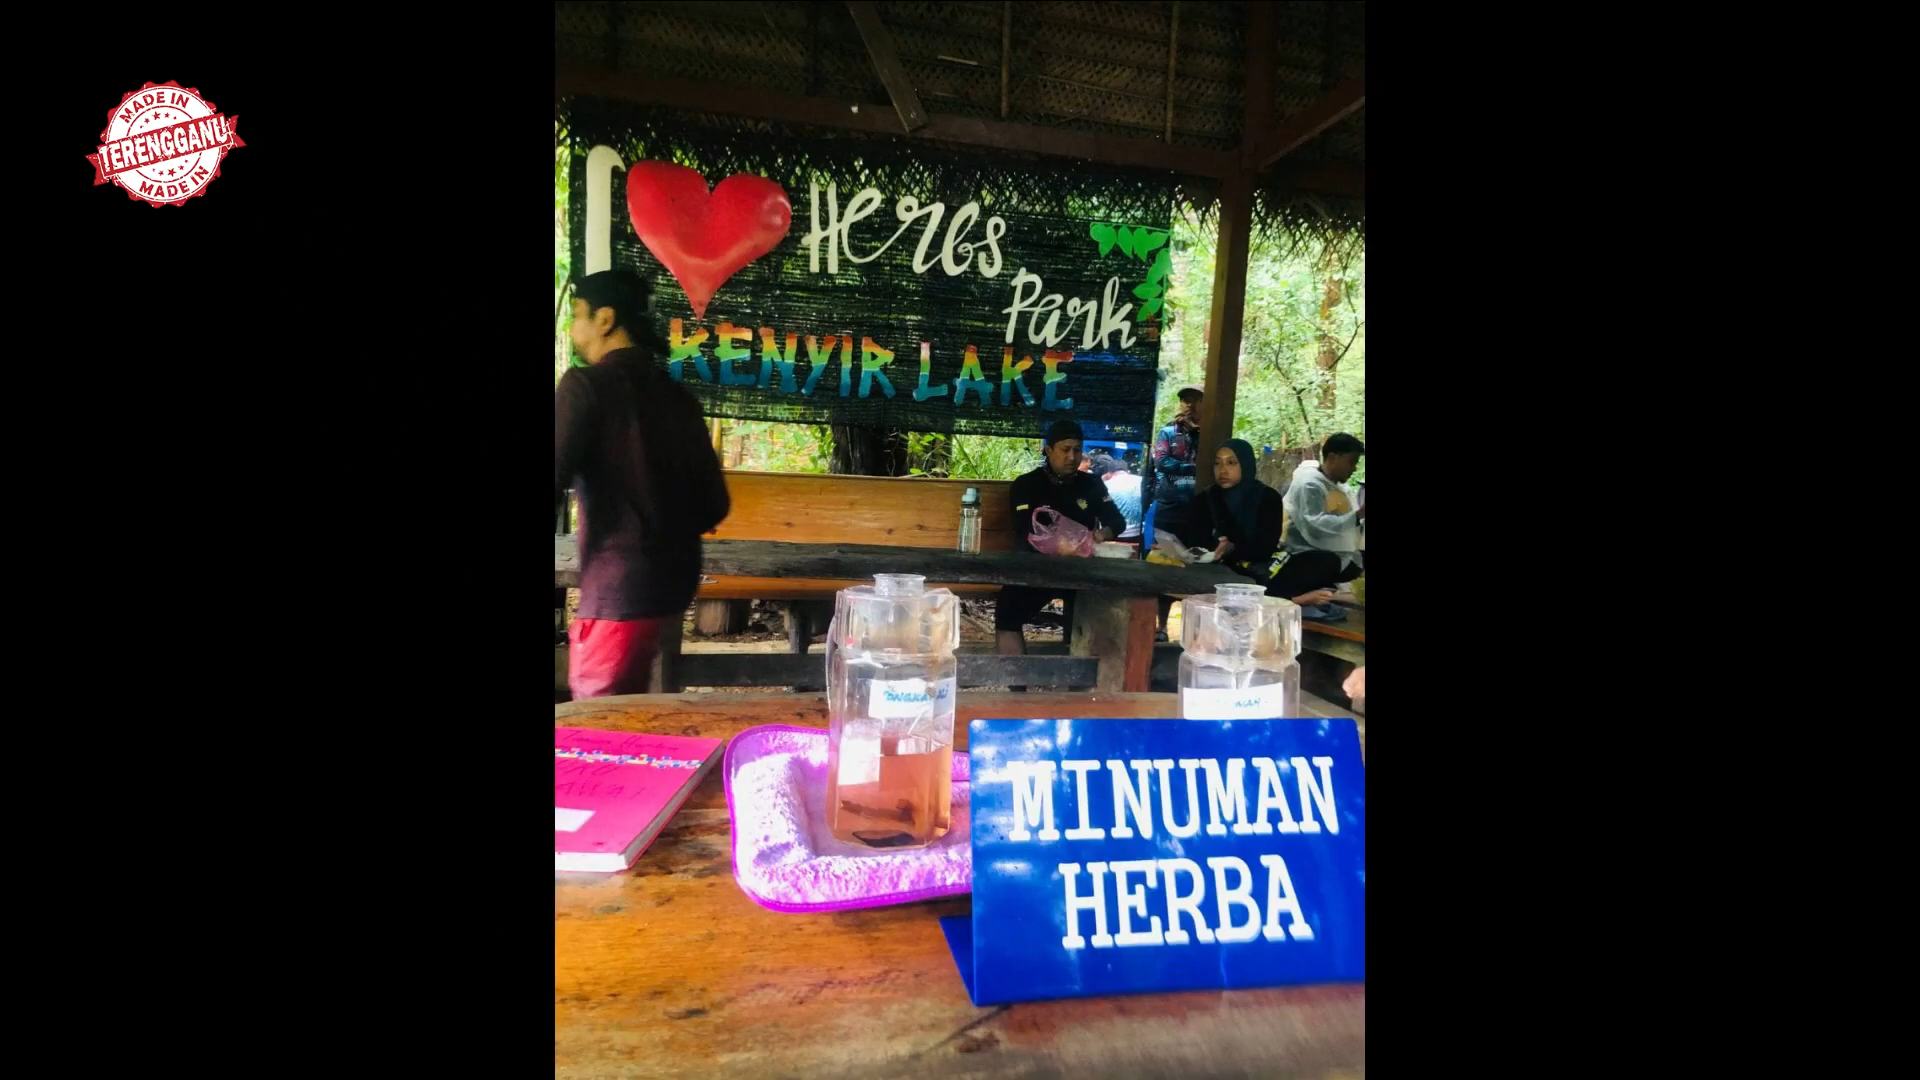 MADE IN
TERENGGANU
MADE IN
I Herbs
Park
KENYIR LAKE
MINUMAN
HERBA